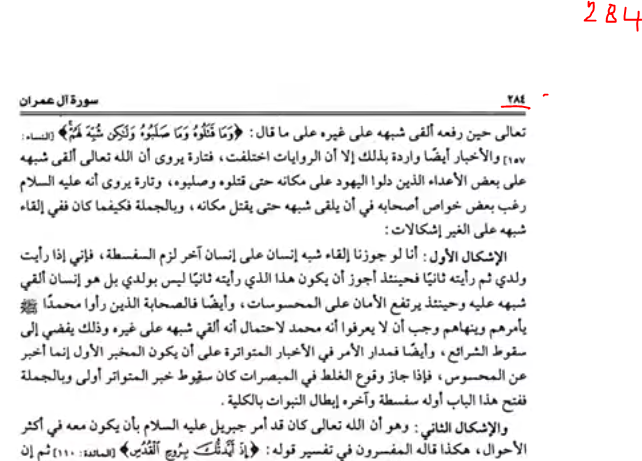 284
سورة آل عمران ٢٨٤
تعالى حين رفعه ألقى شبهه على غيره على ما قال: ﴿وَمَا قَتَلُوهُ وَمَا صَلَبُوهُ وَلَٰكِن شُبِّهَ لَهُمْ﴾ [النساء:
١٥٧] والأخبار أيضًا واردة بذلك إلا أن الروايات اختلفت، فتارة يروى أن الله تعالى ألقى شبهه
على بعض الأعداء الذين دلوا اليهود على مكانه حتى قتلوه وصلبوه، وتارة يروى أنه عليه السلام
رغب بعض خواص أصحابه في أن يلقى شبهه حتى يقتل مكانه، وبالجملة فكيفما كان ففي إلقاء
شبهه على الغير إشكالات:
الإشكال الأول: أنا لو جوزنا إلقاء شبه إنسان على إنسان آخر لزم السفسطة، فإني إذا رأيت
ولدي ثم رأيته ثانيًا فحينئذ أجوز أن يكون هذا الذي رأيته ثانيًا ليس بولدي بل هو إنسان ألقي
شبهه عليه وحينئذ يرتفع الأمان على المحسوسات، وأيضًا فالصحابة الذين رأوا محمدًا ﷺ
يأمرهم وينهاهم وجب أن لا يعرفوا أنه محمد لاحتمال أنه ألقي شبهه على غيره وذلك يفضي إلى
سقوط الشرائع، وأيضًا فمدار الأمر في الأخبار المتواترة على أن يكون المخبر الأول إنما أخبر
عن المحسوس، فإذا جاز وقوع الغلط في المبصرات كان سقوط خبر المتواتر أولى وبالجملة
ففتح هذا الباب أوله سفسطة وآخره إبطال النبوات بالكلية.
والإشكال الثاني: وهو أن الله تعالى كان قد أمر جبريل عليه السلام بأن يكون معه في أكثر
الأحوال، هكذا قاله المفسرون في تفسير قوله: ﴿إِذْ أَيَّدتُّكَ بِرُوحِ الْقُدُسِ﴾ [المائدة: ١١٠] ثم إن